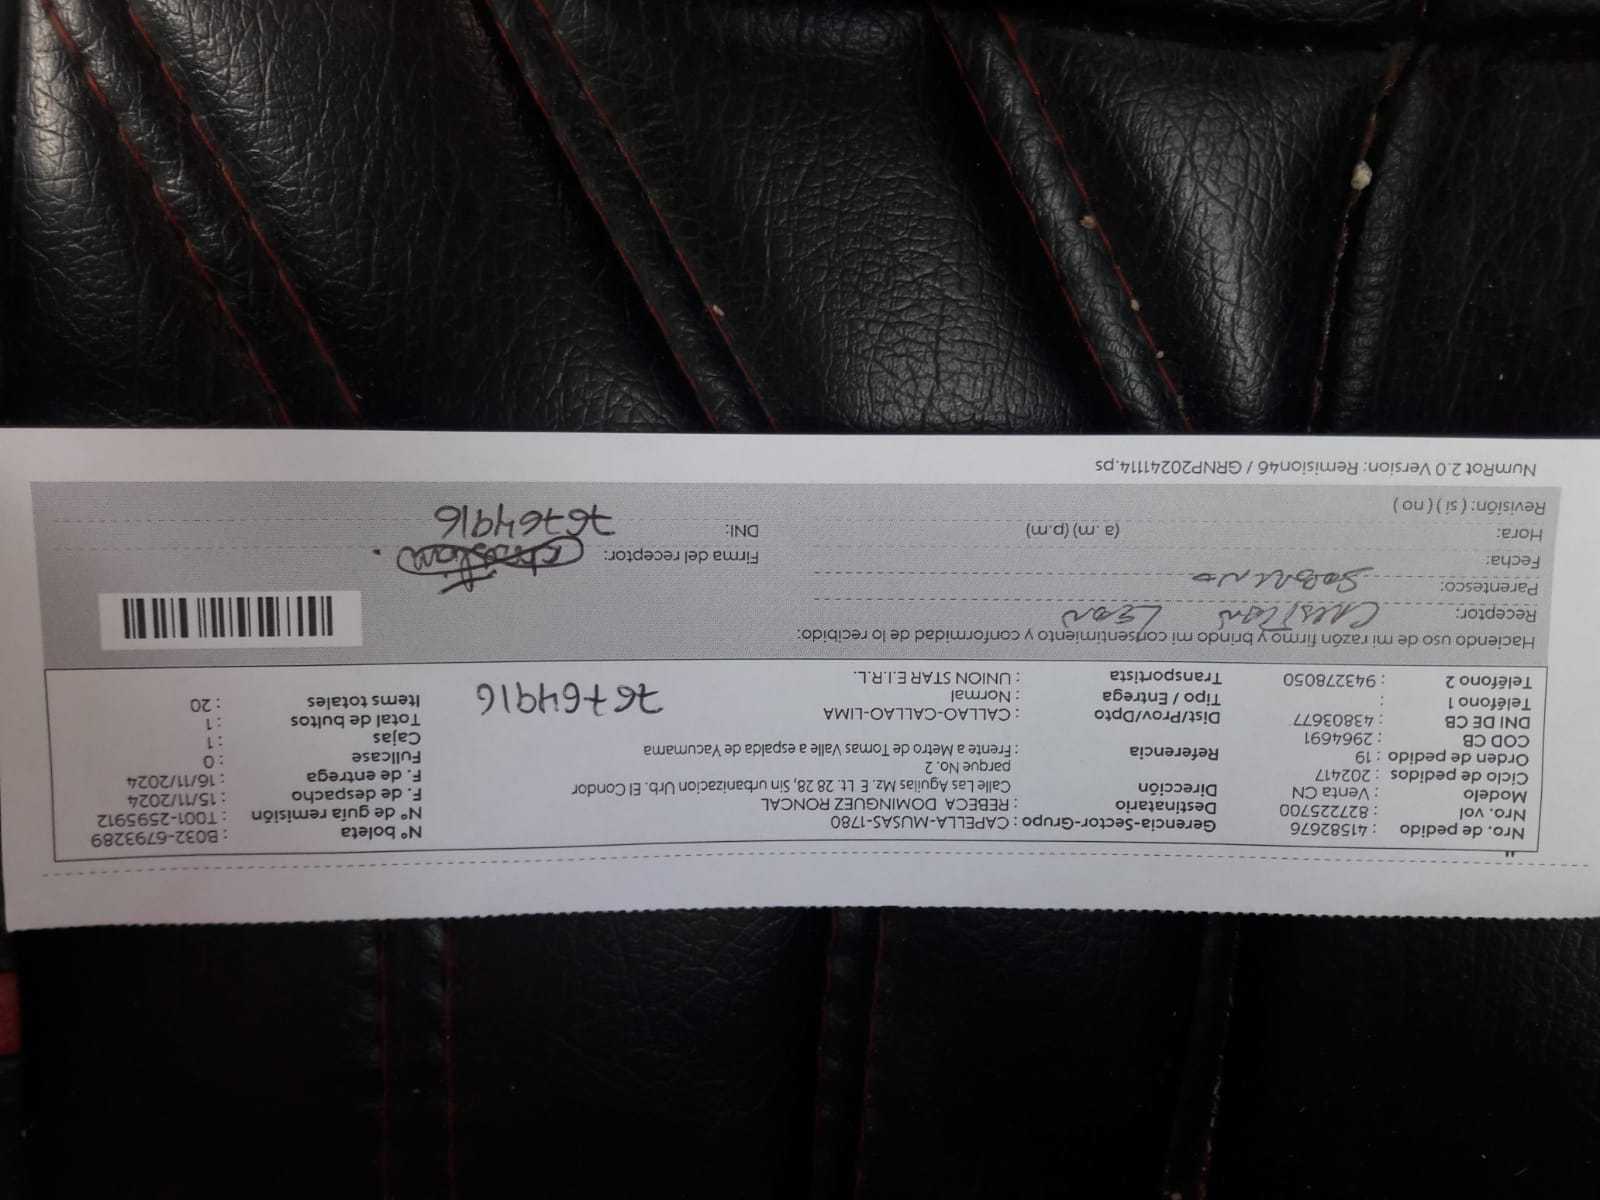 "
Nro. de pedido : 41582676 Gerencia-Sector-Grupo : CAPELLA-MUSAS-1780 Nº boleta : B032-6793289
Nro. vol : 827225700 Destinatario : REBECA DOMINGUEZ RONCAL Nº de guía remisión : T001-2595912
Modelo : Venta CN Dirección Calle Las Aguilas Mz. E Lt. 28 28, Sin urbanizacion Urb. El Condor F. de despacho : 15/11/2024
parque No. 2
Ciclo de pedidos : 202417 F. de entrega : 16/11/2024
Orden de pedido : 19 Referencia : Frente a Metro de Tomas Valle a espalda de Yacumama Fullcase : 0
COD CB : 2964691 Cajas : 1
DNI DE CB : 43803677 Dist/Prov/Dpto : CALLAO-CALLAO-LIMA Total de bultos : 1
Teléfono 1 : Tipo / Entrega : Normal Items totales : 20
Teléfono 2 : 943278050 Transportista : UNION STAR E.I.R.L.
76764916
Haciendo uso de mi razón firmo y brindo mi consentimiento y conformidad de lo recibido:
Receptor: Cristian Leon
Parentesco: Sobrino
Fecha: Firma del receptor: Christian
Hora: (a. m) (p.m) DNI: 76764916
Revisión: ( si ) ( no )
NumRot 2.0 Version: Remision46 / GRNP20241114.ps